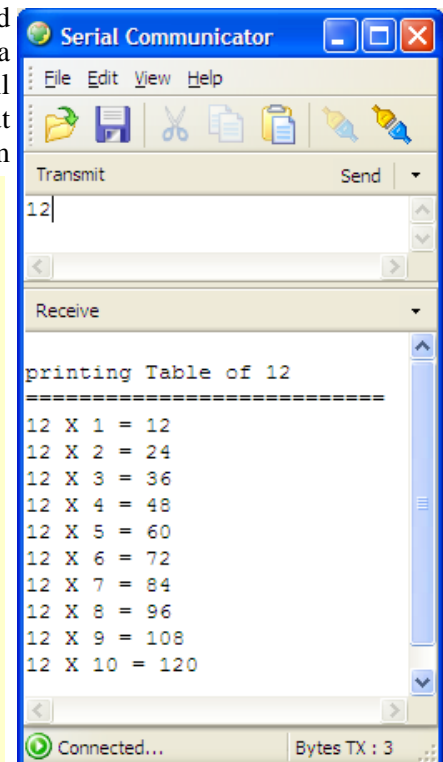 d
a
l
t
n
Serial Communicator
File Edit View Help
Transmit Send
12
Receive
printing Table of 12
===========================
12 X 1 = 12
12 X 2 = 24
12 X 3 = 36
12 X 4 = 48
12 X 5 = 60
12 X 6 = 72
12 X 7 = 84
12 X 8 = 96
12 X 9 = 108
12 X 10 = 120
Connected... Bytes TX : 3